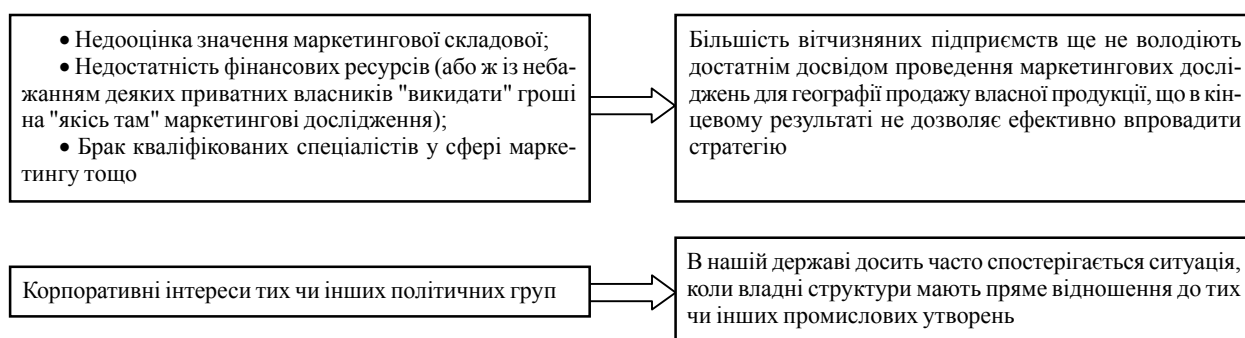 • Недооцінка значення маркетингової складової;
• Недостатність фінансових ресурсів (або ж із неба-
жанням деяких приватних власників "викидати" гроші
на "якісь там" маркетингові дослідження);
• Брак кваліфікованих спеціалістів у сфері марке-
тингу тощо
Більшість вітчизняних підприємств ще не володіють
достатнім досвідом проведення маркетингових дослі-
джень для географії продажу власної продукції, що в кін-
цевому результаті не дозволяє ефективно впровадити
стратегію
Корпоративні інтереси тих чи інших політичних груп
В нашій державі досить часто спостерігається ситуація,
коли владні структури мають пряме відношення до тих
чи інших промислових утворень